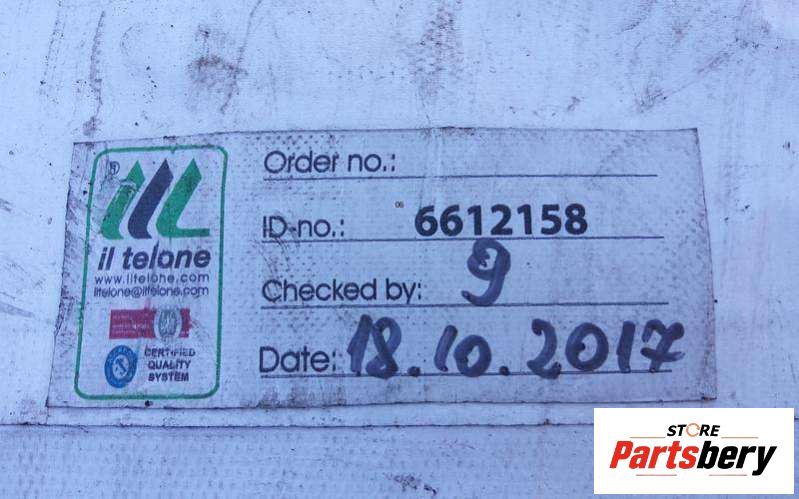 ®
il telone
www.iltelone.com
iltelone@iltelone.com
CERTIFIED
QUALITY
SYSTEM
Order no.:
ID-no.: 6612158
Checked by: 9
Date: 18.10.2017
STORE
Partsbery